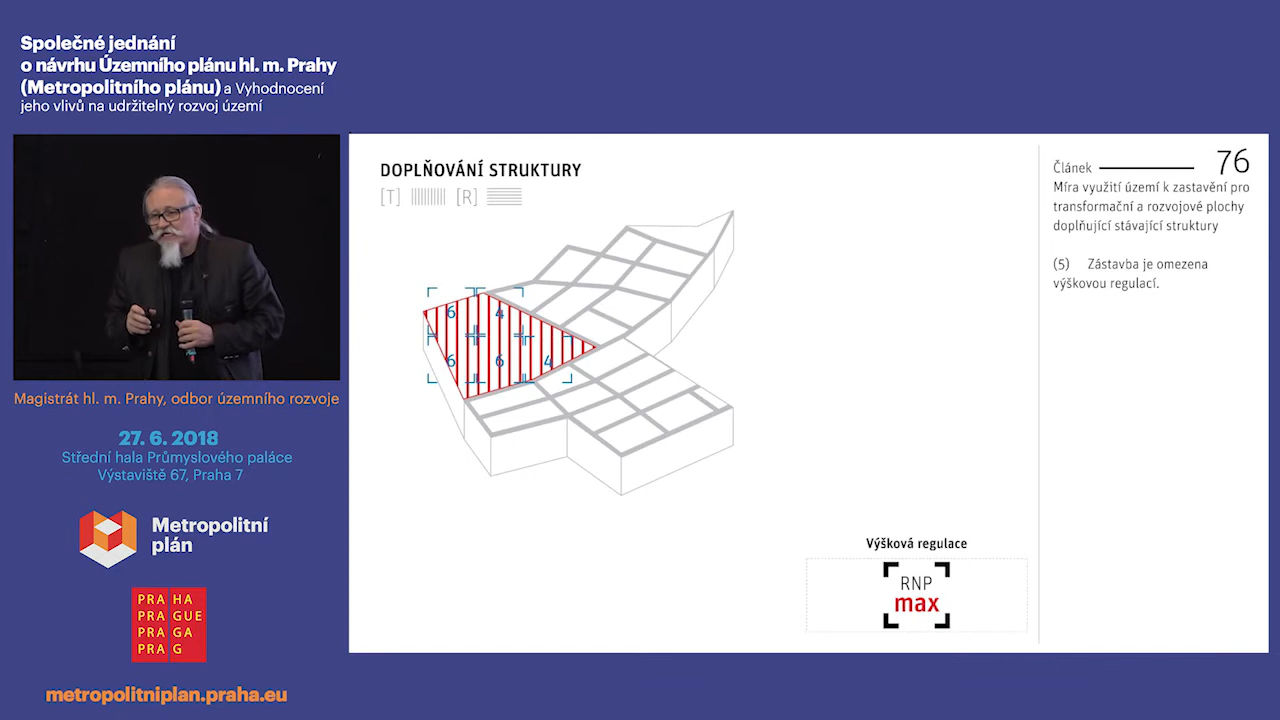 Společné jednání
o návrhu Územního plánu hl. m. Prahy
(Metropolitního plánu) a Vyhodnocení
jeho vlivů na udržitelný rozvoj území
Magistrát hl. m. Prahy, odbor územního rozvoje
27. 6. 2018
Střední hala Průmyslového paláce
Výstaviště 67, Praha 7
Metropolitní
plán
PRA HA
PRA GUE
PRA GA
PRA G
metropolitniplan.praha.eu
DOPLŇOVÁNÍ STRUKTURY
[T] [R]
6 4
6 6 4
Výšková regulace
RNP
max
Článek 76
Míra využití území k zastavění pro
transformační a rozvojové plochy
doplňující stávající struktury
(5) Zástavba je omezena
výškovou regulací.